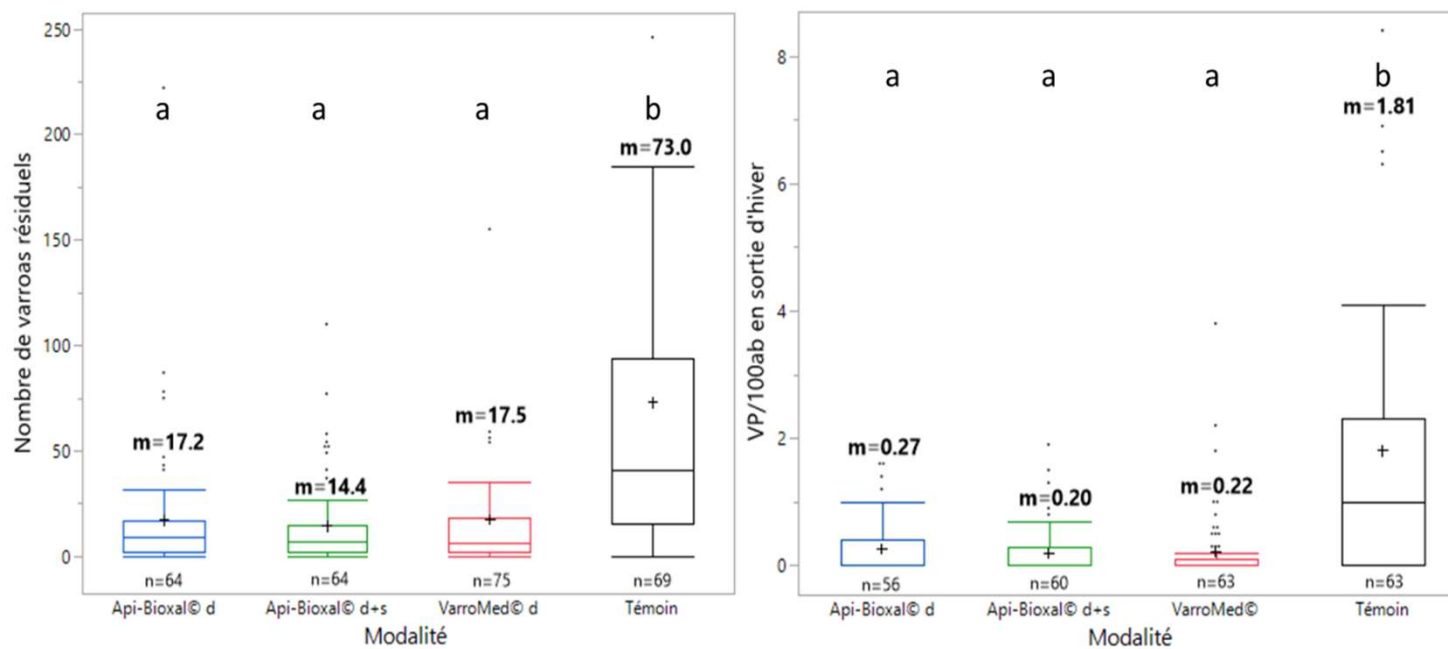 Nombre de varroas résiduels
250
200
150
100
50
0
a
a
a
b
m=73.0
m=17.2
m=14.4
m=17.5
n=64
n=64
n=75
n=69
Api-Bioxal© d
Api-Bioxal© d+s
VarroMed© d
Témoin
Modalité
VP/100ab en sortie d'hiver
8
6
4
2
0
a
a
a
b
m=1.81
m=0.27
m=0.20
m=0.22
n=56
n=60
n=63
n=63
Api-Bioxal© d
Api-Bioxal© d+s
VarroMed©
Témoin
Modalité